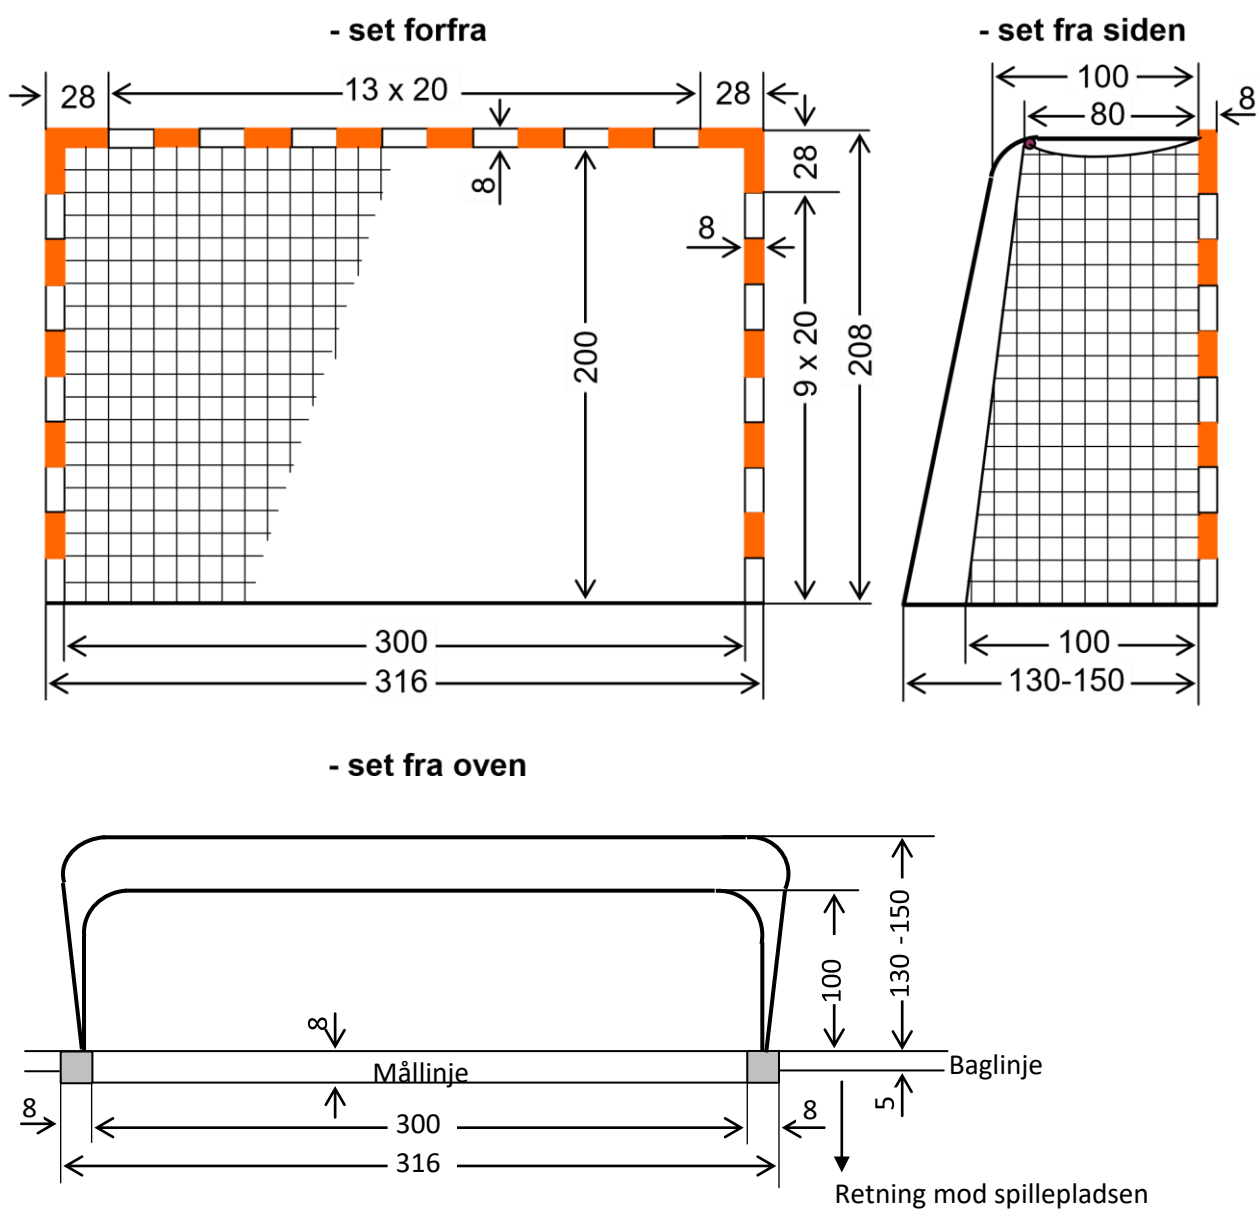 - set forfra
28
13 x 20
28
8
28
8
200
9 x 20
208
300
316
- set fra siden
100
80
8
100
130-150
- set fra oven
8
Mållinje
100
130 -150
Baglinje
5
8
300
8
316
Retning mod spillepladsen